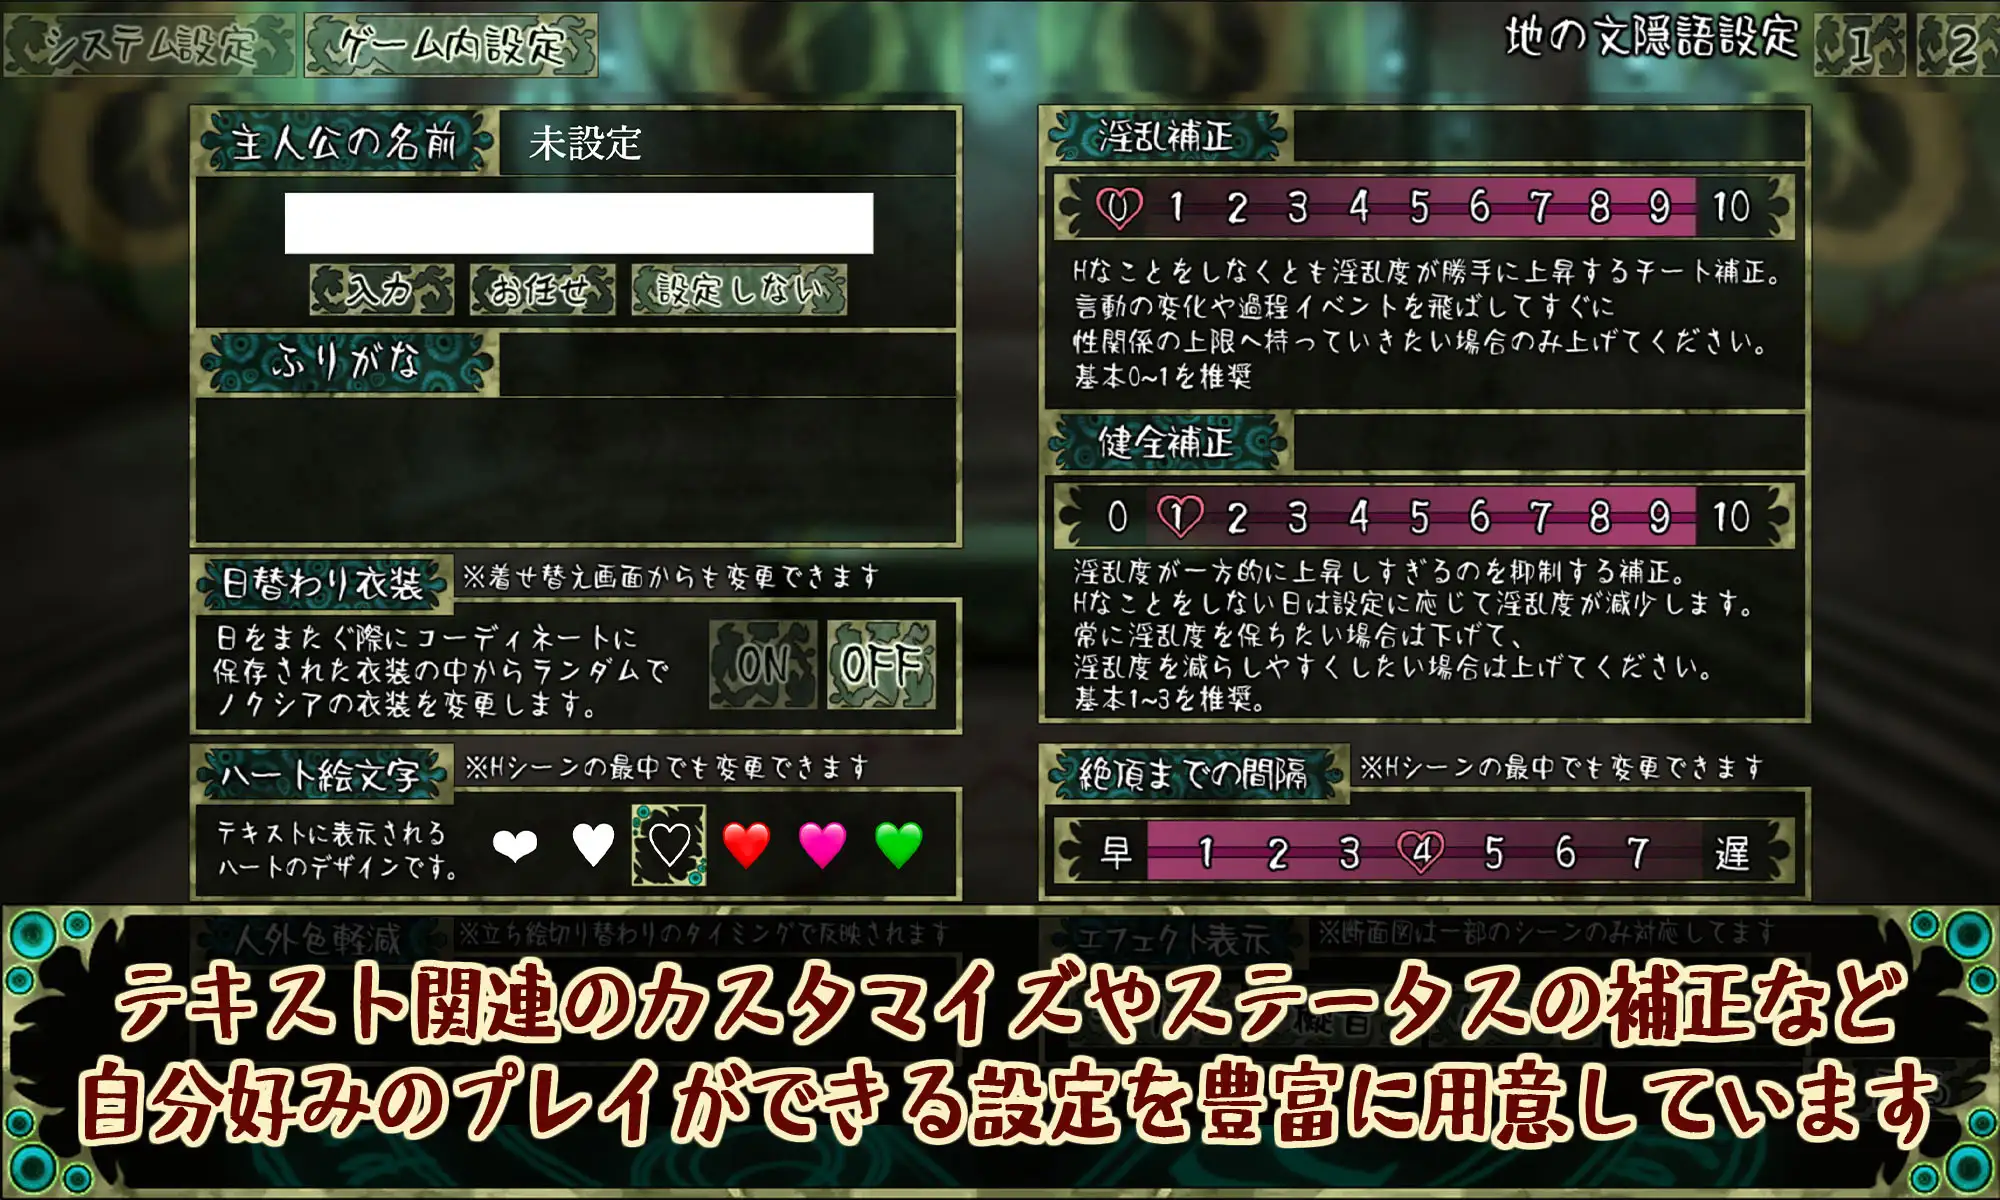 システム設定
ゲーム内設定
地の文隠語設定
1
2
主人公の名前
未設定
入力
お任せ
設定しない
ふりがな
日替わり衣装
※着せ替え画面からも変更できます
日をまたぐ際にコーディネートに
保存された衣装の中からランダムで
ノクシアの衣装を変更します。
ON
OFF
ハート絵文字
※Hシーンの最中でも変更できます
テキストに表示される
ハートのデザインです。
淫乱補正
0 1 2 3 4 5 6 7 8 9 10
Hなことをしなくとも淫乱度が勝手に上昇するチート補正。
言動の変化や過程イベントを飛ばしてすぐに
性関係の上限へ持っていきたい場合のみ上げてください。
基本0~1を推奨
健全補正
0 1 2 3 4 5 6 7 8 9 10
淫乱度が一方的に上昇しすぎるのを抑制する補正。
Hなことをしない日は設定に応じて淫乱度が減少します。
常に淫乱度を保ちたい場合は下げて、
淫乱度を減らしやすくしたい場合は上げてください。
基本1~3を推奨。
絶頂までの間隔
※Hシーンの最中でも変更できます
早 1 2 3 4 5 6 7 遅
人外色軽減
※立ち絵切り替わりのタイミングで反映されます
エフェクト表示
※断面図は一部のシーンのみ対応してます
テキスト関連のカスタマイズやステータスの補正など
自分好みのプレイができる設定を豊富に用意しています